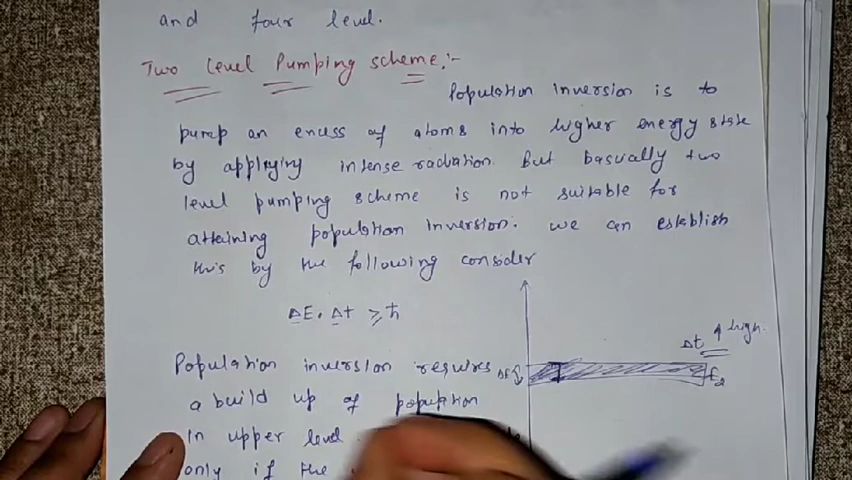 and four level.
Two level Pumping scheme:-
Population inversion is to
pump an excess of atoms into higher energy state
by applying intense radiation. But basically two
level pumping scheme is not suitable for
attaining population inversion. we can establish
this by the following consider
ΔE. Δt ≥ ħ
Δt ↑ high.
Population inversion requires
ΔE
E2
a build up of population
in upper level
only if the